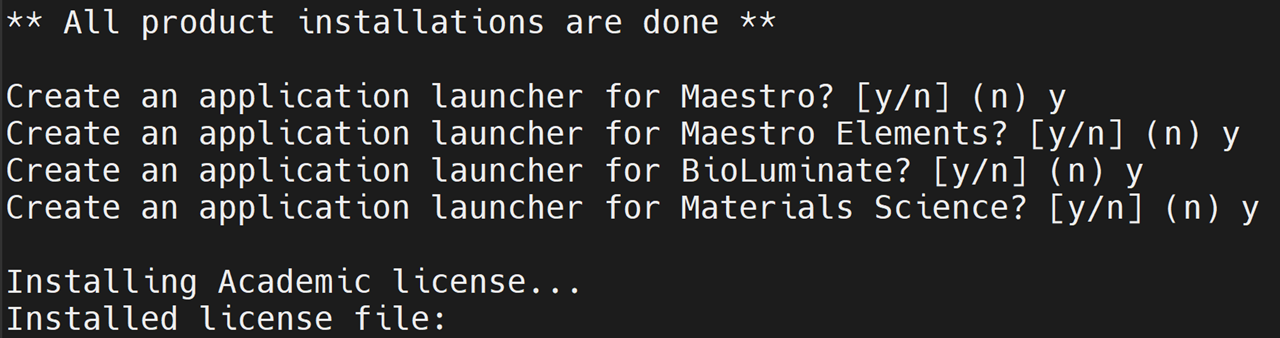 ** All product installations are done **
Create an application launcher for Maestro? [y/n] (n) y
Create an application launcher for Maestro Elements? [y/n] (n) y
Create an application launcher for BioLuminate? [y/n] (n) y
Create an application launcher for Materials Science? [y/n] (n) y
Installing Academic license...
Installed license file: